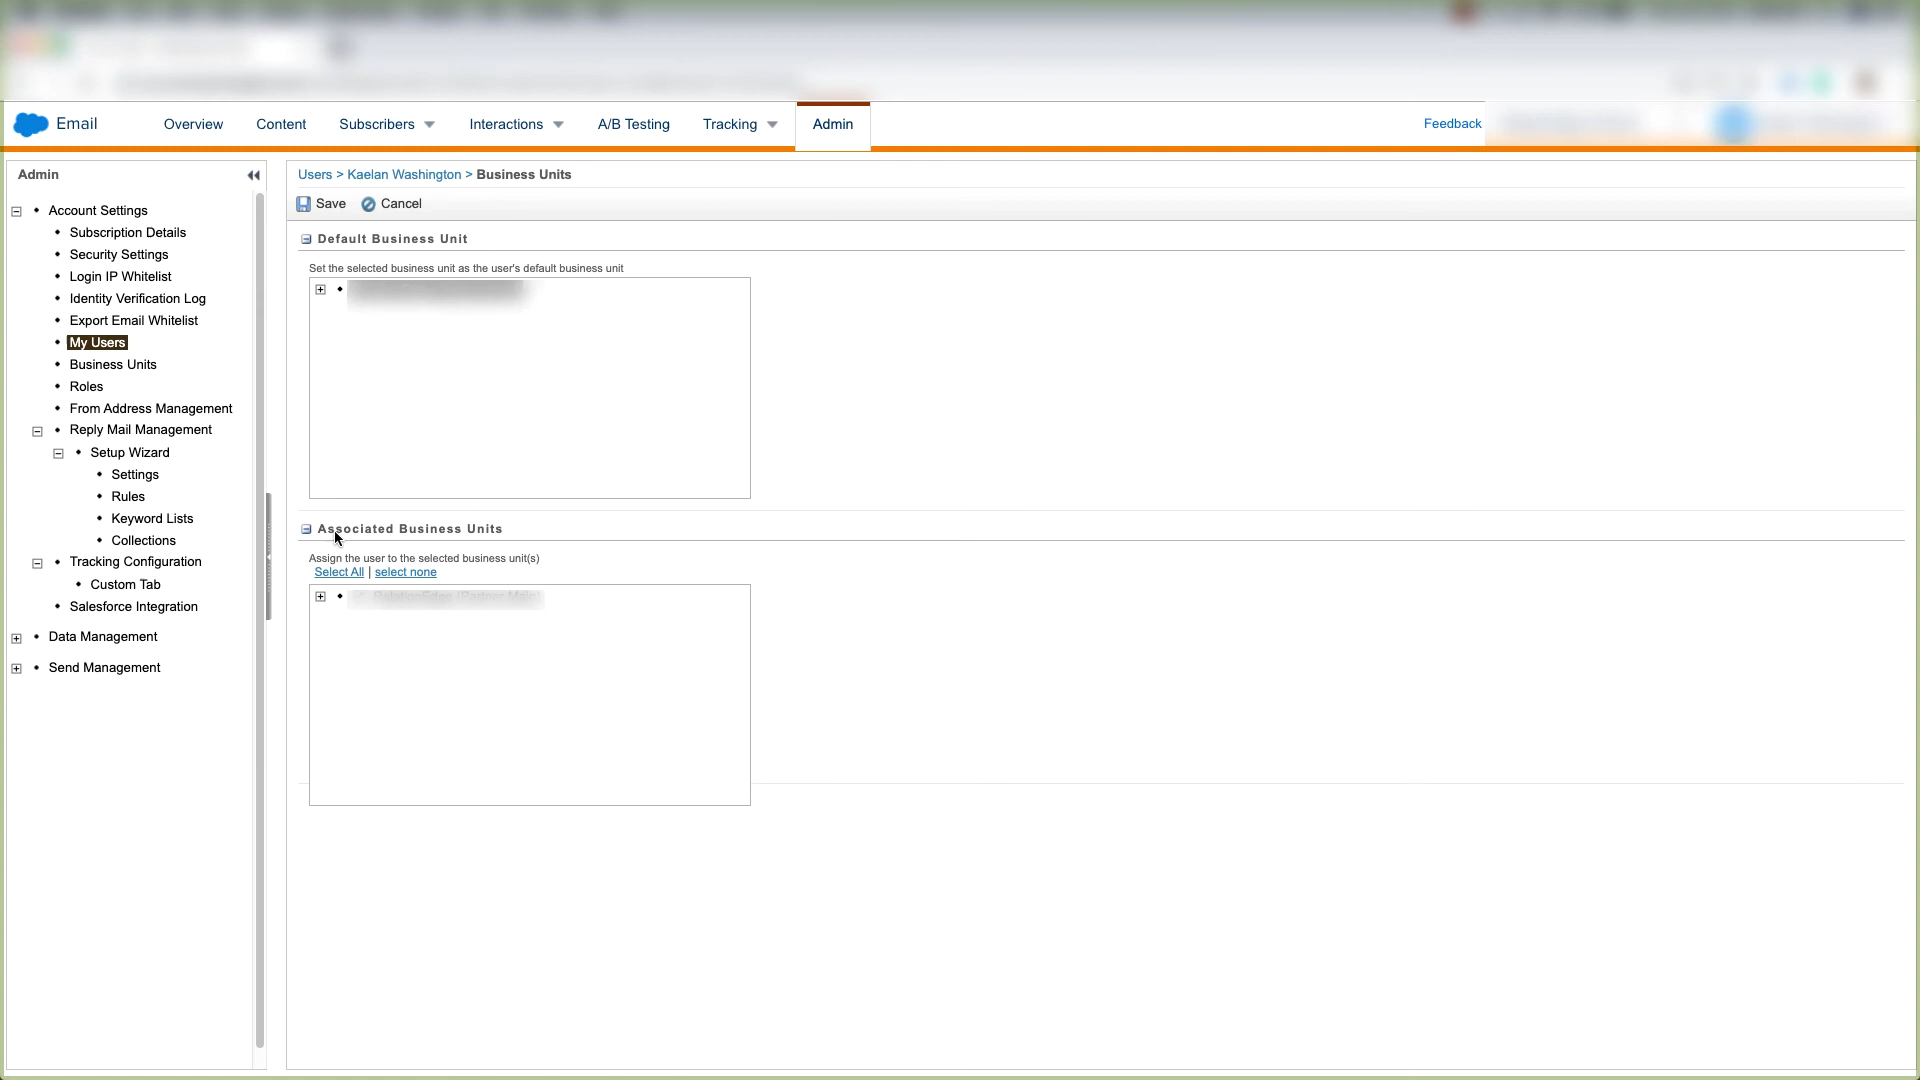 Email
Overview
Content
Subscribers
Interactions
A/B Testing
Tracking
Admin
Feedback
Admin
Account Settings
Subscription Details
Security Settings
Login IP Whitelist
Identity Verification Log
Export Email Whitelist
My Users
Business Units
Roles
From Address Management
Reply Mail Management
Setup Wizard
Settings
Rules
Keyword Lists
Collections
Tracking Configuration
Custom Tab
Salesforce Integration
Data Management
Send Management
Users > Kaelan Washington > Business Units
Save Cancel
Default Business Unit
Set the selected business unit as the user's default business unit
Associated Business Units
Assign the user to the selected business unit(s)
Select All | select none